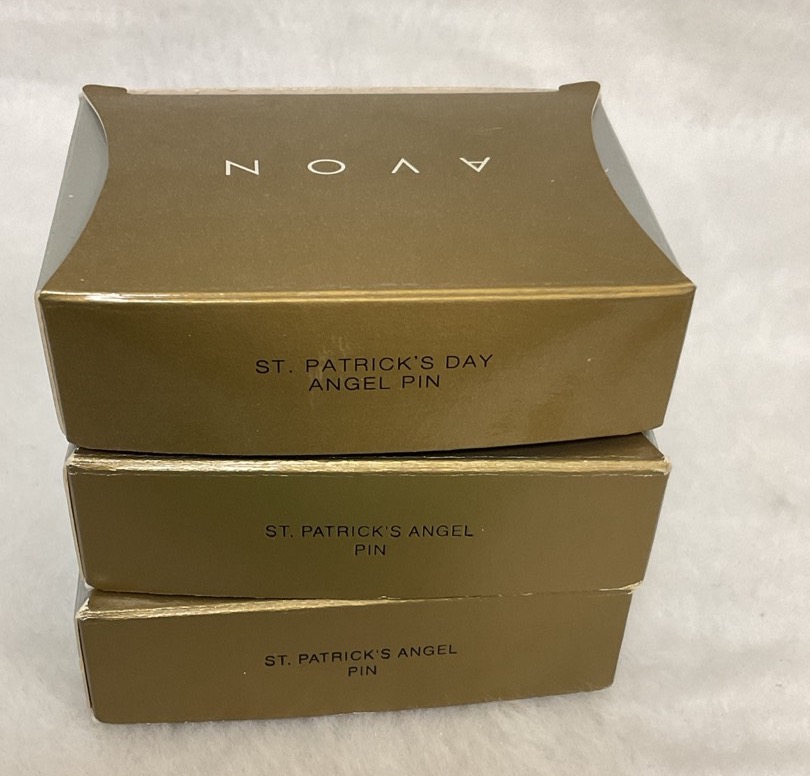 AVON
ST. PATRICK'S DAY
ANGEL PIN
ST. PATRICK'S ANGEL
PIN
ST. PATRICK'S ANGEL
PIN